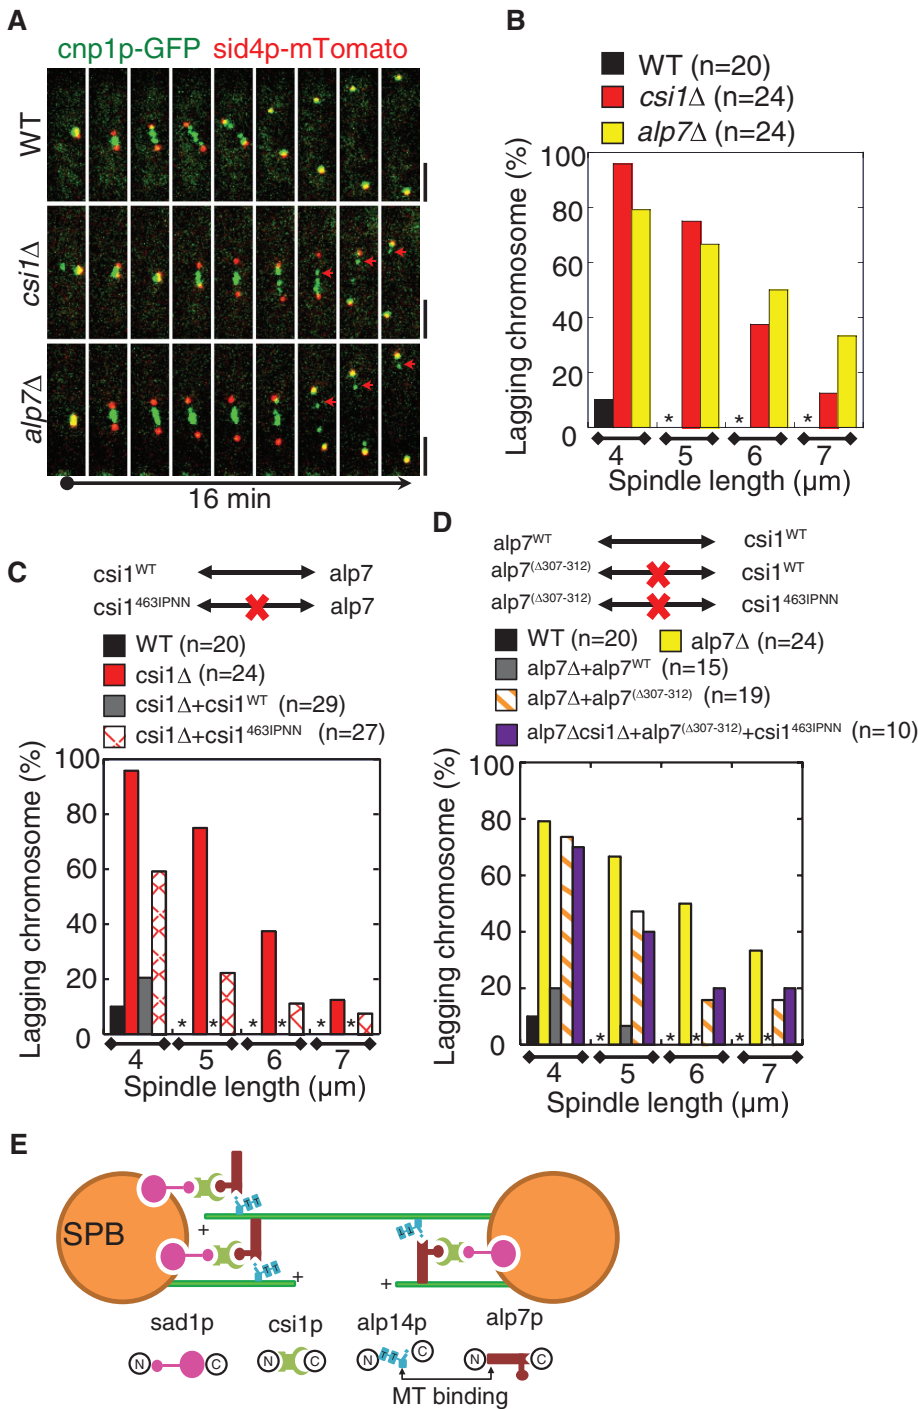 A
cnp1p-GFP sid4p-mTomato
WT
csi1Δ
alp7Δ
16 min
B
WT (n=20)
csi1Δ (n=24)
alp7Δ (n=24)
Lagging chromosome (%)
100
80
60
40
20
0
* * *
4 5 6 7
Spindle length (µm)
C
csi1WT alp7
csi1463IPNN alp7
WT (n=20)
csi1Δ (n=24)
csi1Δ+csi1WT (n=29)
csi1Δ+csi1463IPNN (n=27)
Lagging chromosome (%)
100
80
60
40
20
0
* * * * * *
4 5 6 7
Spindle length (µm)
D
alp7WT csi1WT
alp7(Δ307-312) csi1WT
alp7(Δ307-312) csi1463IPNN
WT (n=20) alp7Δ (n=24)
alp7Δ+alp7WT (n=15)
alp7Δ+alp7(Δ307-312) (n=19)
alp7Δcsi1Δ+alp7(Δ307-312)+csi1463IPNN (n=10)
Lagging chromosome (%)
100
80
60
40
20
0
* * * * *
4 5 6 7
Spindle length (µm)
E
SPB
T T
+
T T
T T
+
+
sad1p csi1p alp14p alp7p
N C N C N T T C N C
MT binding